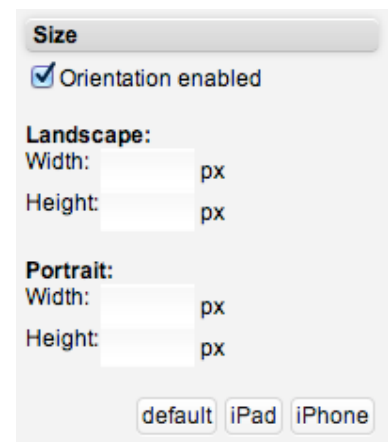 Size
Orientation enabled
Landscape:
Width: px
Height: px
Portrait:
Width: px
Height: px
default iPad iPhone